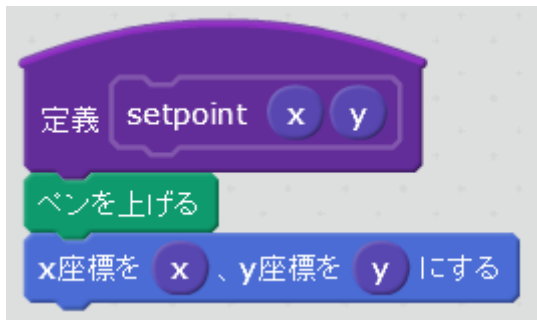 定義 setpoint x y
ペンを上げる
x座標を x 、y座標を y にする